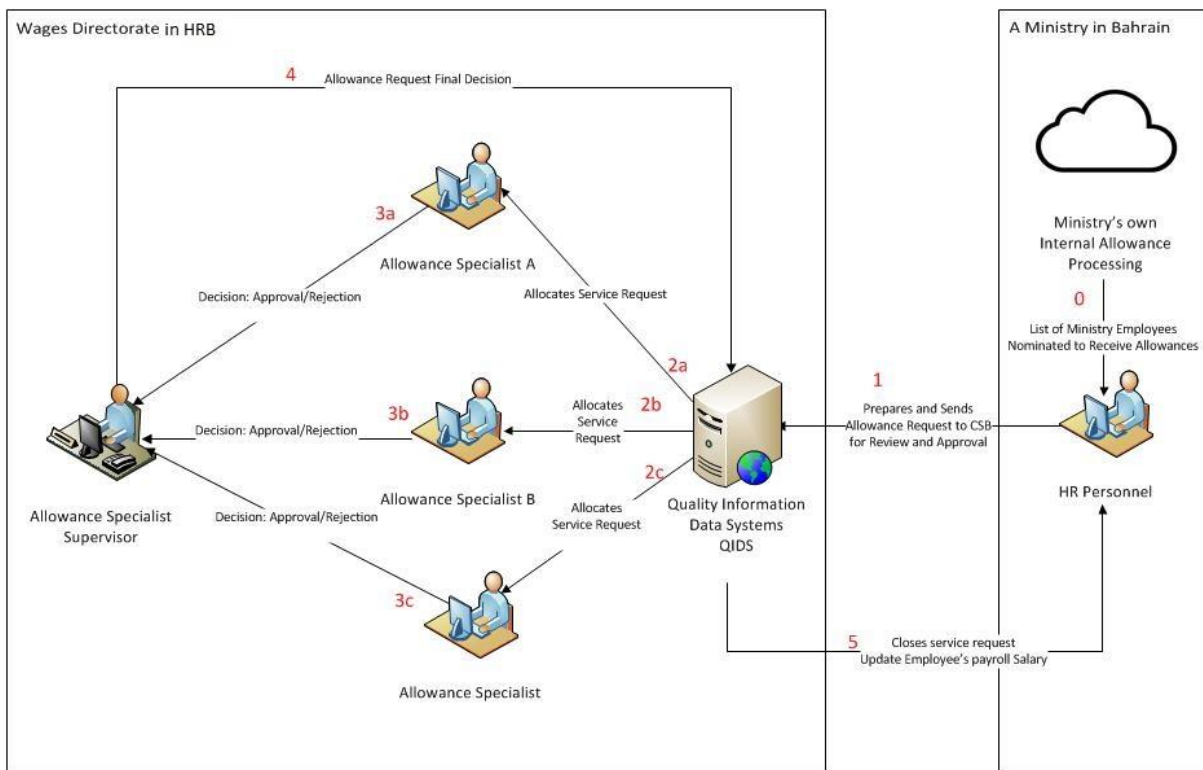 Wages Directorate in HRB
A Ministry in Bahrain
4
Allowance Request Final Decision
3a
Allowance Specialist A
Decision: Approval/Rejection
Allocates Service Request
2a
Ministry's own
Internal Allowance
Processing
0
List of Ministry Employees
Nominated to Receive Allowances
1
Prepares and Sends
Allowance Request to CSB
for Review and Approval
HR Personnel
3b
2b
Allocates
Service
Request
Decision: Approval/Rejection
Allowance Specialist B
2c
Allowance Specialist
Supervisor
Decision: Approval/Rejection
Allocates
Service Request
Quality Information
Data Systems
QIDS
3c
Allowance Specialist
5
Closes service request
Update Employee's payroll Salary